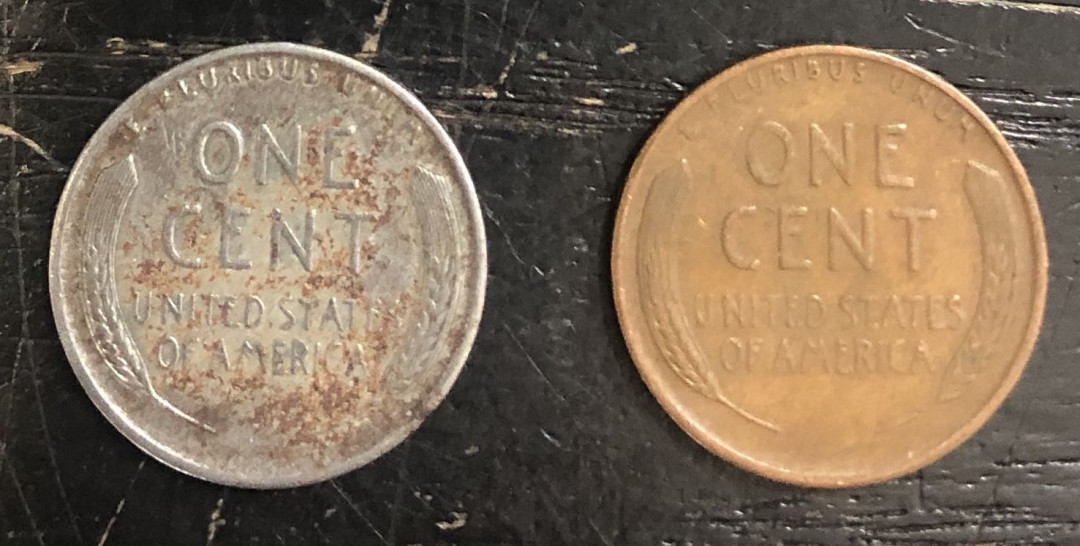 E PLURIBUS UNUM
ONE
CENT
UNITED STATES
OF AMERICA
E PLURIBUS UNUM
ONE
CENT
UNITED STATES
OF AMERICA